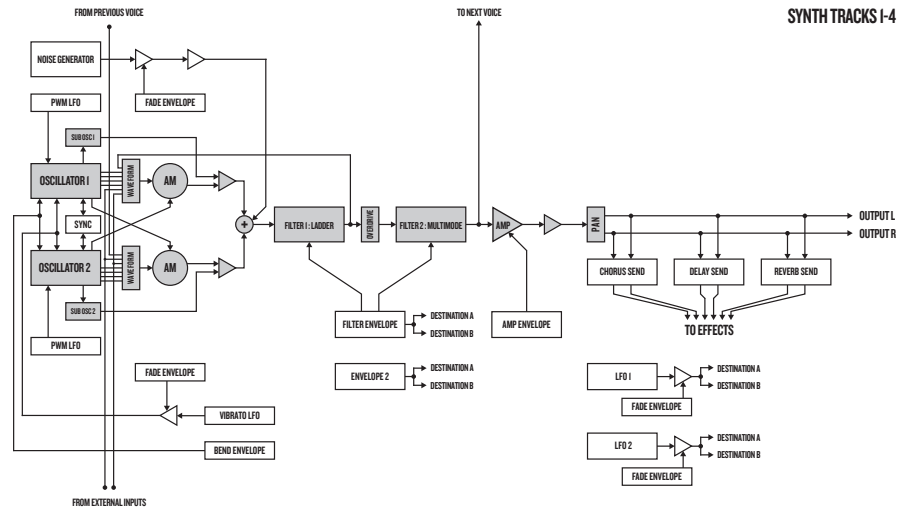 FROM PREVIOUS VOICE
TO NEXT VOICE
SYNTH TRACKS 1-4
NOISE GENERATOR
PWM LFO
FADE ENVELOPE
SUB OSC 1
OSCILLATOR 1
WAVEFORM
AM
SYNC
OSCILLATOR 2
WAVEFORM
AM
SUB OSC 2
PWM LFO
+
FILTER 1 : LADDER
OVERDRIVE
FILTER 2 : MULTIMODE
AMP
PAN
OUTPUT L
OUTPUT R
CHORUS SEND
DELAY SEND
REVERB SEND
TO EFFECTS
FILTER ENVELOPE
DESTINATION A
DESTINATION B
AMP ENVELOPE
FADE ENVELOPE
VIBRATO LFO
BEND ENVELOPE
ENVELOPE 2
DESTINATION A
DESTINATION B
LFO 1
DESTINATION A
DESTINATION B
FADE ENVELOPE
LFO 2
DESTINATION A
DESTINATION B
FADE ENVELOPE
FROM EXTERNAL INPUTS